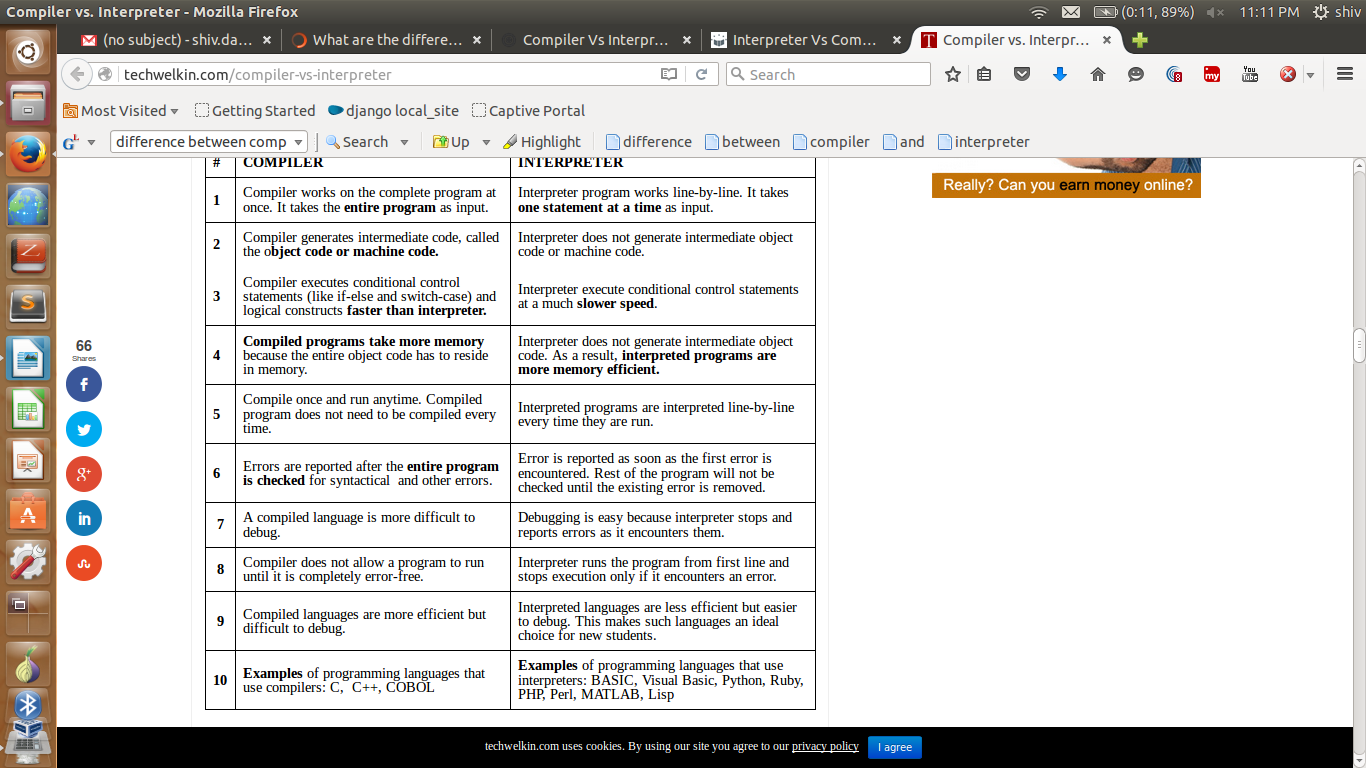 Compiler vs. Interpreter - Mozilla Firefox
(0:11, 89%) 11:11 PM shiv
(no subject) - shiv.da... × What are the differe... × Compiler Vs Interpr... × Interpreter Vs Com... × Compiler vs. Interpr... ×
techwelkin.com/compiler-vs-interpreter
Search
my
You Tube
Most Visited Getting Started django local_site Captive Portal
difference between comp Search Up Highlight difference between compiler and interpreter
# COMPILER INTERPRETER
1
Compiler works on the complete program at
once. It takes the entire program as input.
Interpreter program works line-by-line. It takes
one statement at a time as input.
2
Compiler generates intermediate code, called
the object code or machine code.
Interpreter does not generate intermediate object
code or machine code.
3
Compiler executes conditional control
statements (like if-else and switch-case) and
logical constructs faster than interpreter.
Interpreter execute conditional control statements
at a much slower speed.
4
Compiled programs take more memory
because the entire object code has to reside
in memory.
Interpreter does not generate intermediate object
code. As a result, interpreted programs are
more memory efficient.
5
Compile once and run anytime. Compiled
program does not need to be compiled every
time.
Interpreted programs are interpreted line-by-line
every time they are run.
6
Errors are reported after the entire program
is checked for syntactical and other errors.
Error is reported as soon as the first error is
encountered. Rest of the program will not be
checked until the existing error is removed.
7
A compiled language is more difficult to
debug.
Debugging is easy because interpreter stops and
reports errors as it encounters them.
8
Compiler does not allow a program to run
until it is completely error-free.
Interpreter runs the program from first line and
stops execution only if it encounters an error.
9
Compiled languages are more efficient but
difficult to debug.
Interpreted languages are less efficient but easier
to debug. This makes such languages an ideal
choice for new students.
10
Examples of programming languages that
use compilers: C, C++, COBOL
Examples of programming languages that use
interpreters: BASIC, Visual Basic, Python, Ruby,
PHP, Perl, MATLAB, Lisp
Really? Can you earn money online?
66
Shares
techwelkin.com uses cookies. By using our site you agree to our privacy policy I agree